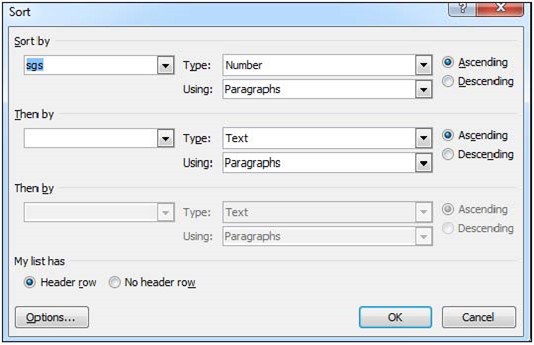 Sort
?
Sort by
sgs Type: Number Ascending
Using: Paragraphs Descending
Then by
Type: Text Ascending
Using: Paragraphs Descending
Then by
Type: Text Ascending
Using: Paragraphs Descending
My list has
Header row No header row
Options... OK Cancel